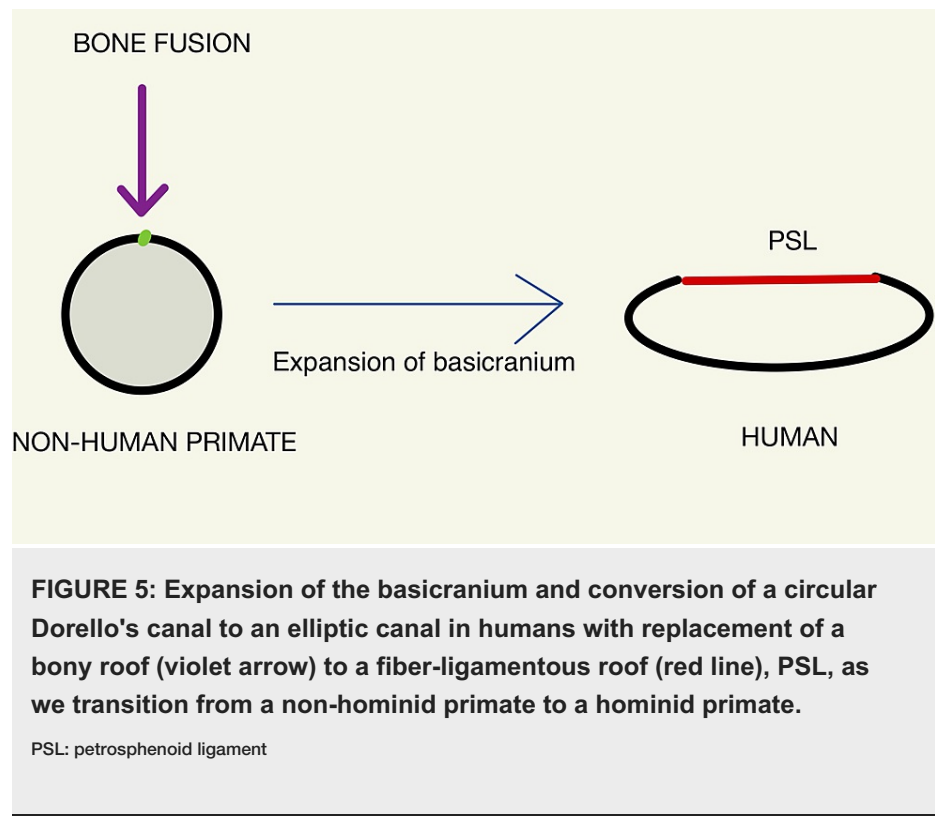 BONE FUSION
PSL
Expansion of basicranium
NON-HUMAN PRIMATE
HUMAN
FIGURE 5: Expansion of the basicranium and conversion of a circular
Dorello's canal to an elliptic canal in humans with replacement of a
bony roof (violet arrow) to a fiber-ligamentous roof (red line), PSL, as
we transition from a non-hominid primate to a hominid primate.
PSL: petrosphenoid ligament